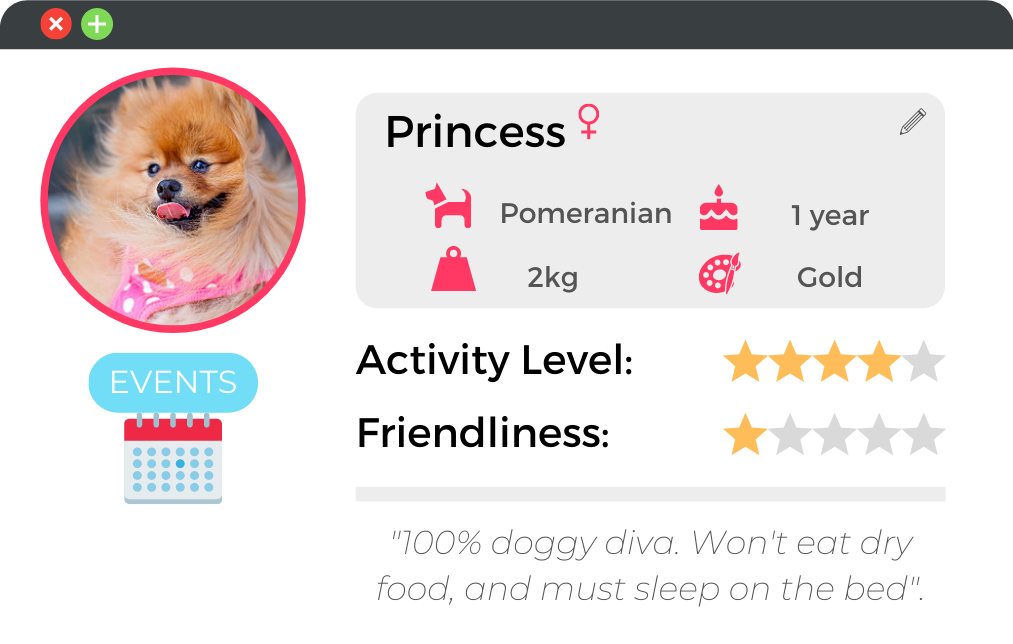 Princess
Pomeranian
1 year
2kg
Gold
EVENTS
Activity Level:
Friendliness:
"100% doggy diva. Won't eat dry
food, and must sleep on the bed".